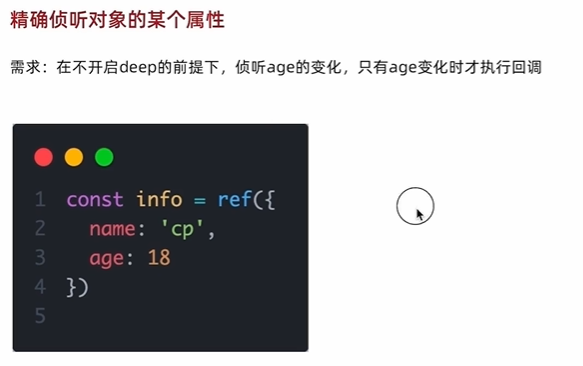 精确侦听对象的某个属性
需求：在不开启deep的前提下，侦听age的变化，只有age变化时才执行回调
1 const info = ref({
2   name: 'cp',
3   age: 18
4 })
5